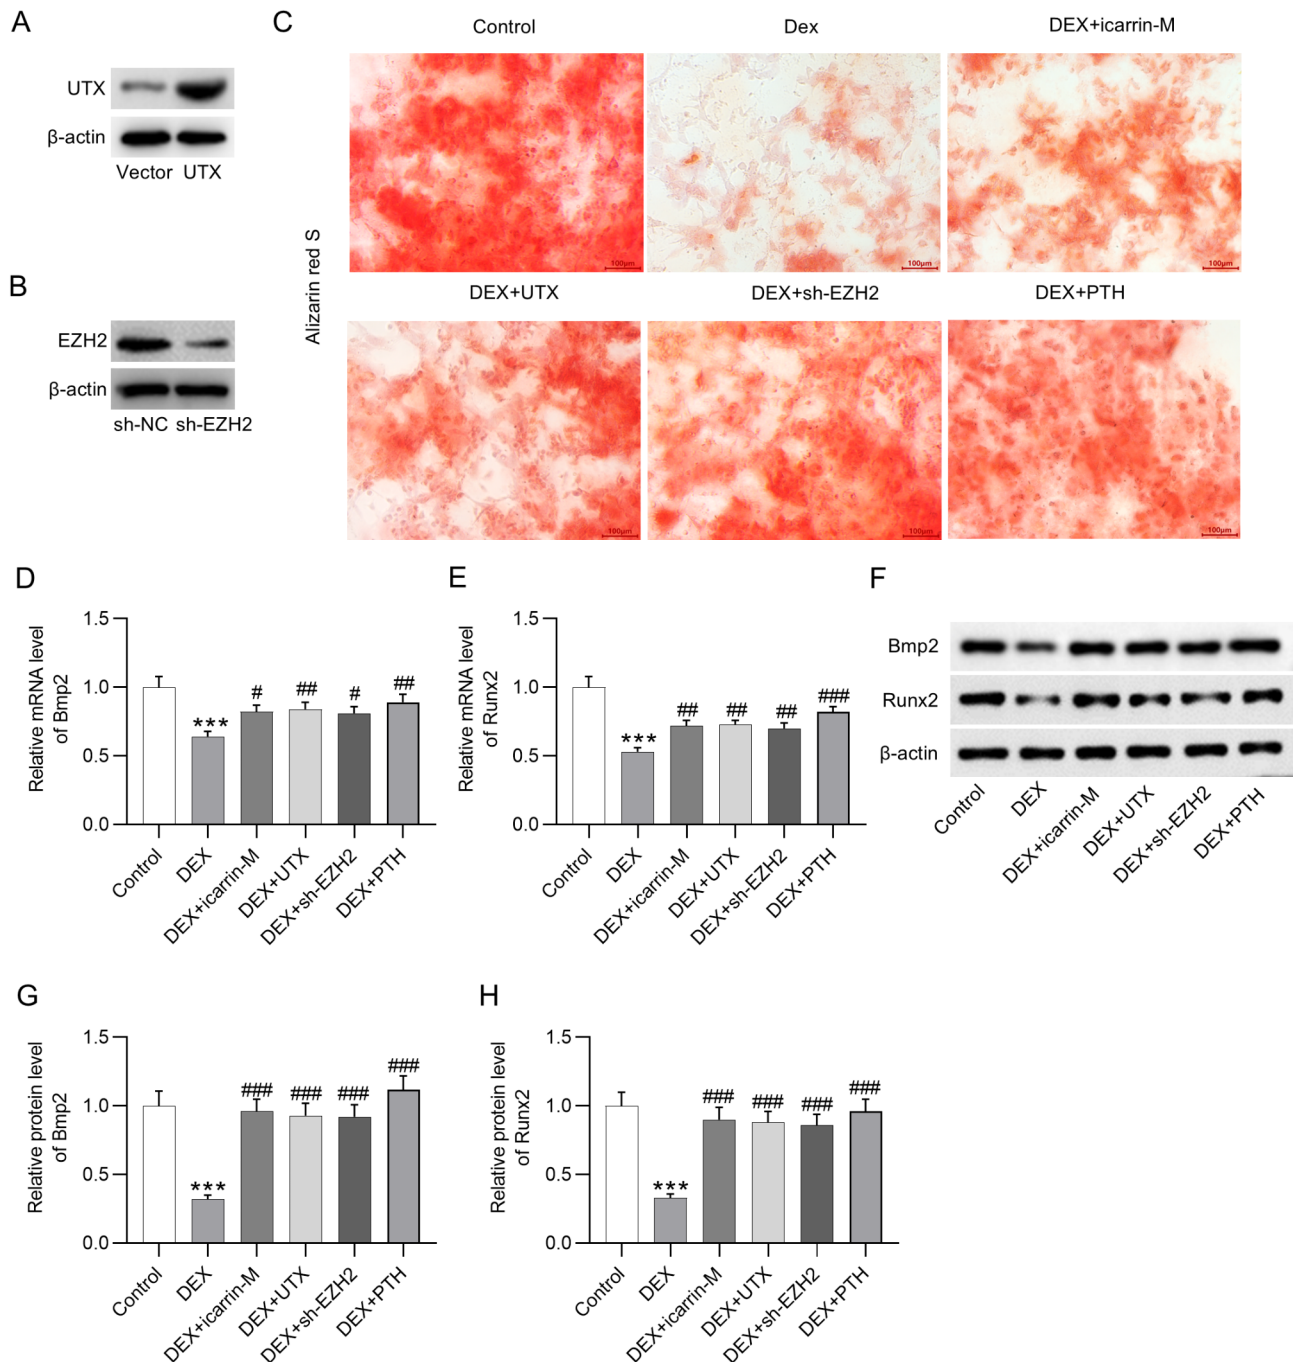 A
UTX
β-actin
Vector UTX
B
EZH2
β-actin
sh-NC sh-EZH2
C
Control Dex DEX+icarrin-M
Alizarin red S
100μm 100μm 100μm
DEX+UTX DEX+sh-EZH2 DEX+PTH
100μm 100μm 100μm
D
Relative mRNA level
of Bmp2
1.5
1.0
0.5
0.0
*** # ## # ##
Control
DEX
DEX+icarrin-M
DEX+UTX
DEX+sh-EZH2
DEX+PTH
E
Relative mRNA level
of Runx2
1.5
1.0
0.5
0.0
*** ## ## ## ###
Control
DEX
DEX+icarrin-M
DEX+UTX
DEX+sh-EZH2
DEX+PTH
F
Bmp2
Runx2
β-actin
Control
DEX
DEX+icarrin-M
DEX+UTX
DEX+sh-EZH2
DEX+PTH
G
Relative protein level
of Bmp2
1.5
1.0
0.5
0.0
*** ### ### ### ###
Control
DEX
DEX+icarrin-M
DEX+UTX
DEX+sh-EZH2
DEX+PTH
H
Relative protein level
of Runx2
1.5
1.0
0.5
0.0
*** ### ### ### ###
Control
DEX
DEX+icarrin-M
DEX+UTX
DEX+sh-EZH2
DEX+PTH